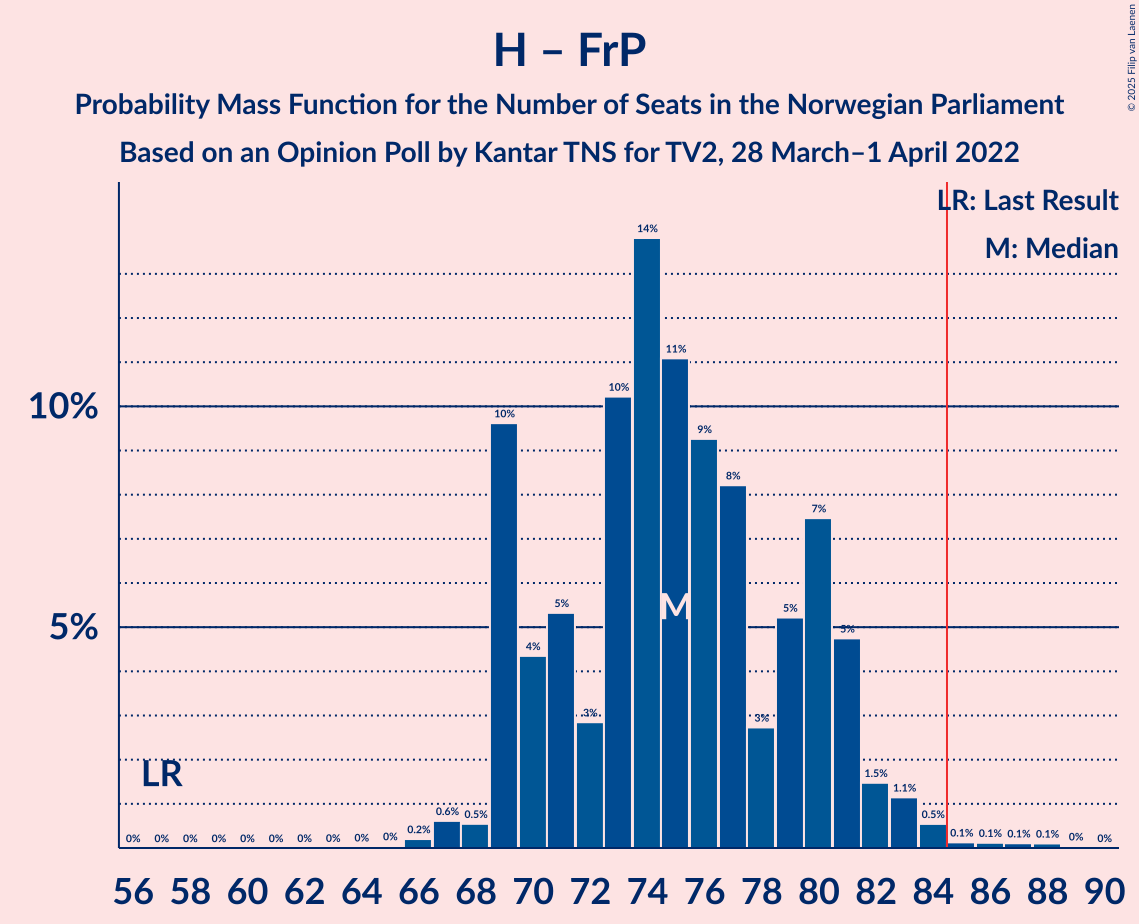 H – FrP
Probability Mass Function for the Number of Seats in the Norwegian Parliament
Based on an Opinion Poll by Kantar TNS for TV2, 28 March–1 April 2022
© 2025 Filip van Laenen
LR: Last Result
M: Median
10%
5%
LR
M
0% 0% 0% 0% 0% 0% 0% 0% 0% 0% 0.2% 0.6% 0.5% 10% 4% 5% 3% 10% 14% 11% 9% 8% 3% 5% 7% 5% 1.5% 1.1% 0.5% 0.1% 0.1% 0.1% 0.1% 0% 0%
56 58 60 62 64 66 68 70 72 74 76 78 80 82 84 86 88 90